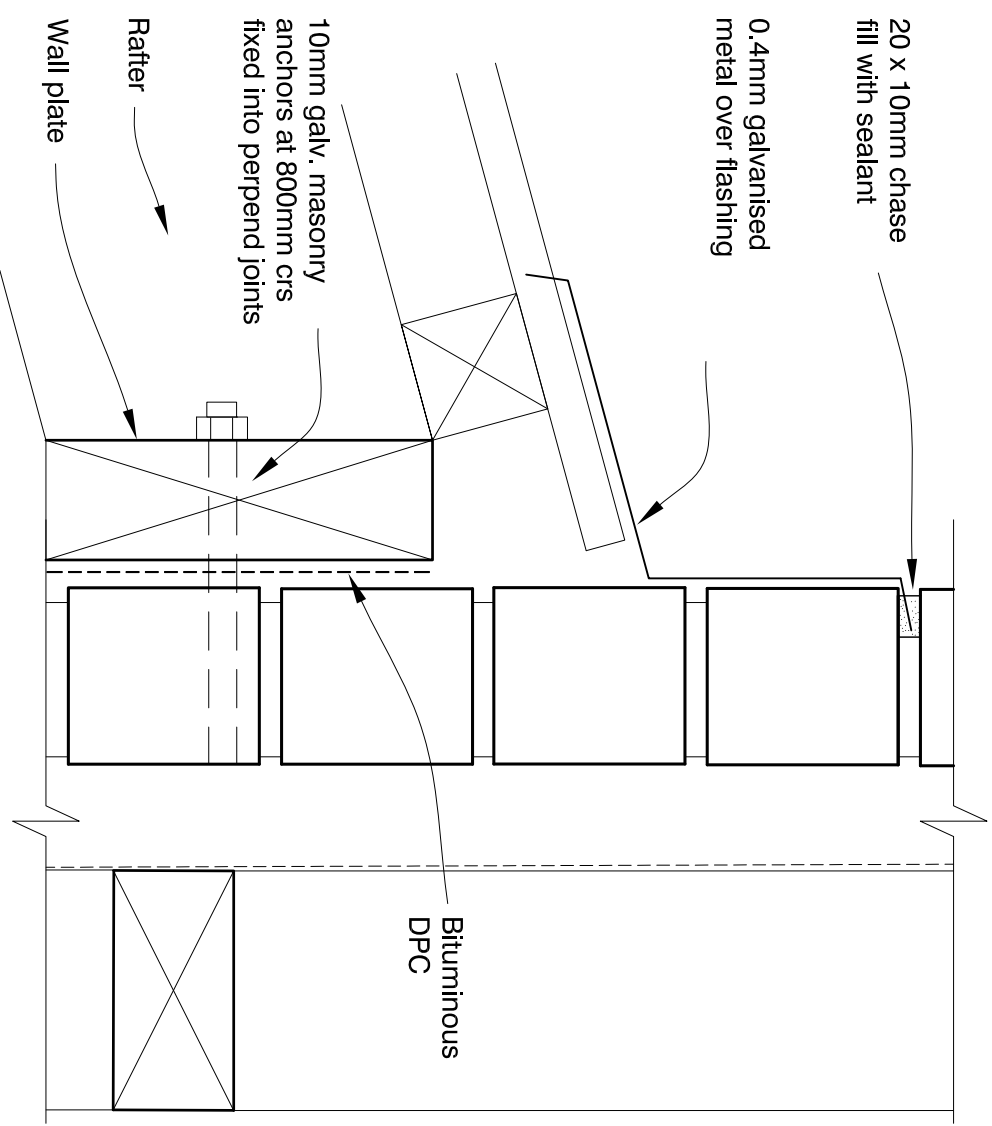 20 x 10mm chase
fill with sealant
0.4mm galvanised
metal over flashing
10mm galv. masonry
anchors at 800mm crs
fixed into perpend joints
Rafter
Wall plate
Bituminous
DPC